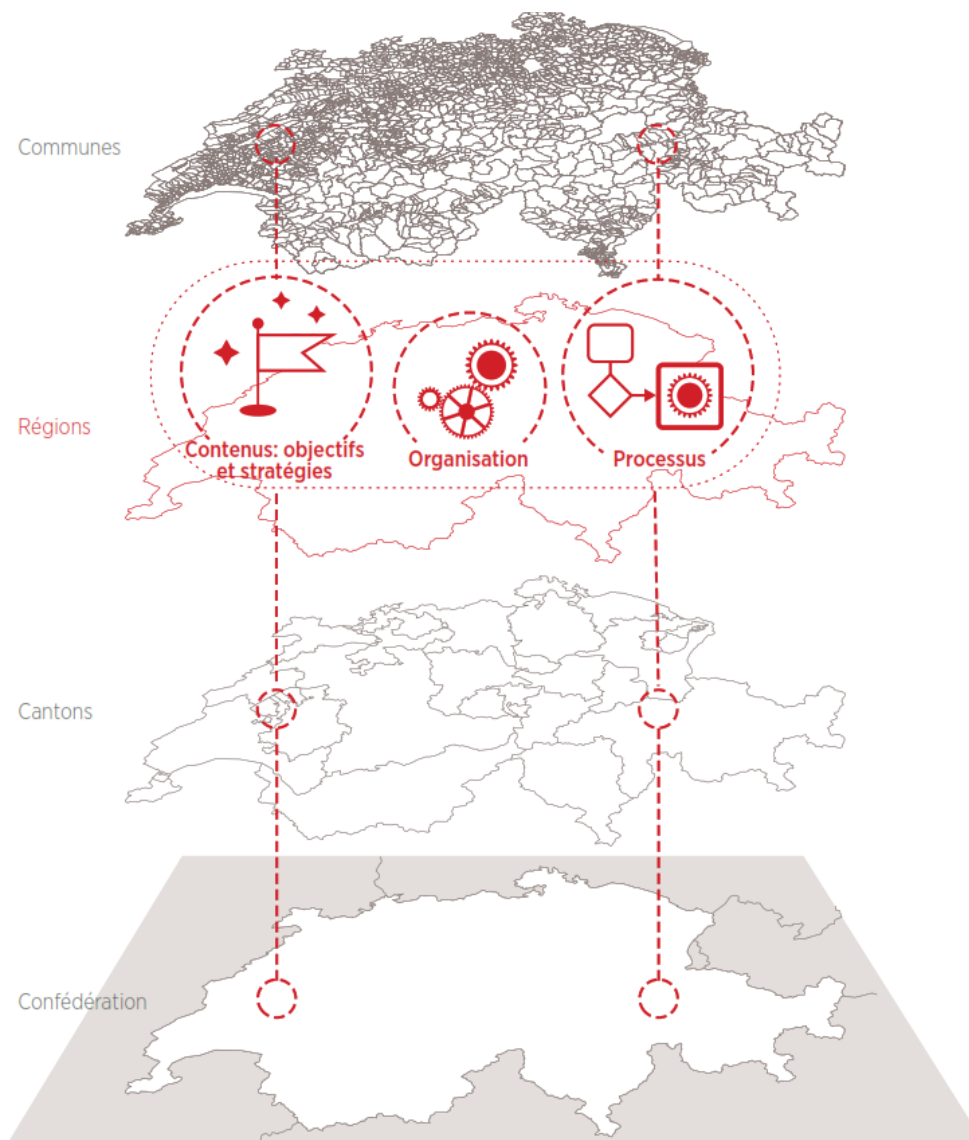 Communes
Régions
Contenus: objectifs
et stratégies
Organisation
Processus
Cantons
Confédération